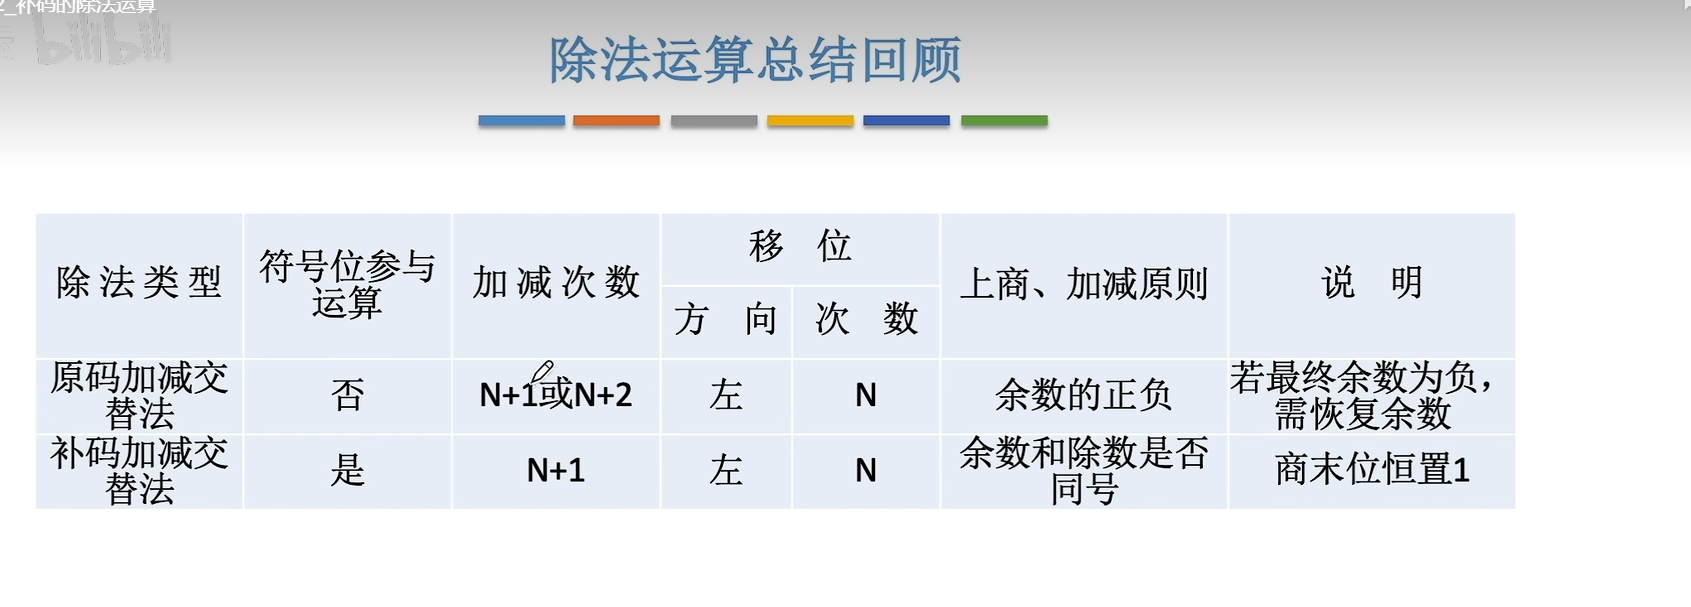 2_补码的除法运算
bilibili
除法运算总结回顾
除法类型
符号位参与
运算
加减次数
移 位
方 向
次 数
上商、加减原则
说 明
原码加减交
替法
否
N+1或N+2
左
N
余数的正负
若最终余数为负，
需恢复余数
补码加减交
替法
是
N+1
左
N
余数和除数是否
同号
商末位恒置1